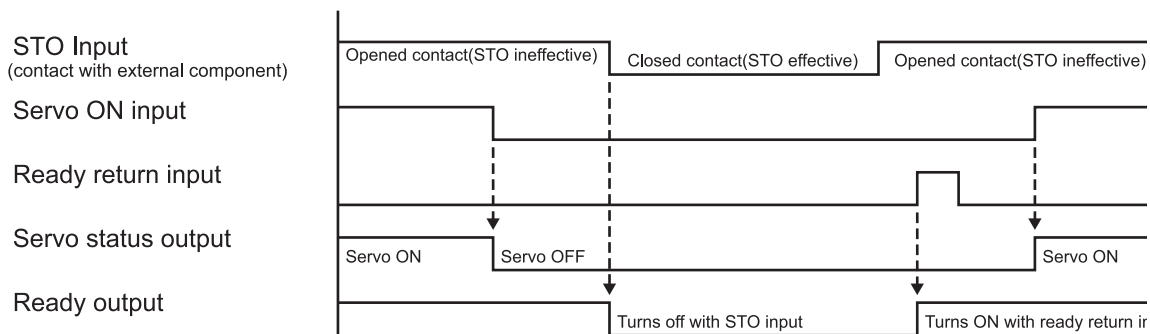 STO Input
(contact with external component)
Opened contact(STO ineffective)
Closed contact(STO effective)
Opened contact(STO ineffective)
Servo ON input
Ready return input
Servo status output
Servo ON
Servo OFF
Servo ON
Ready output
Turns off with STO input
Turns ON with ready return